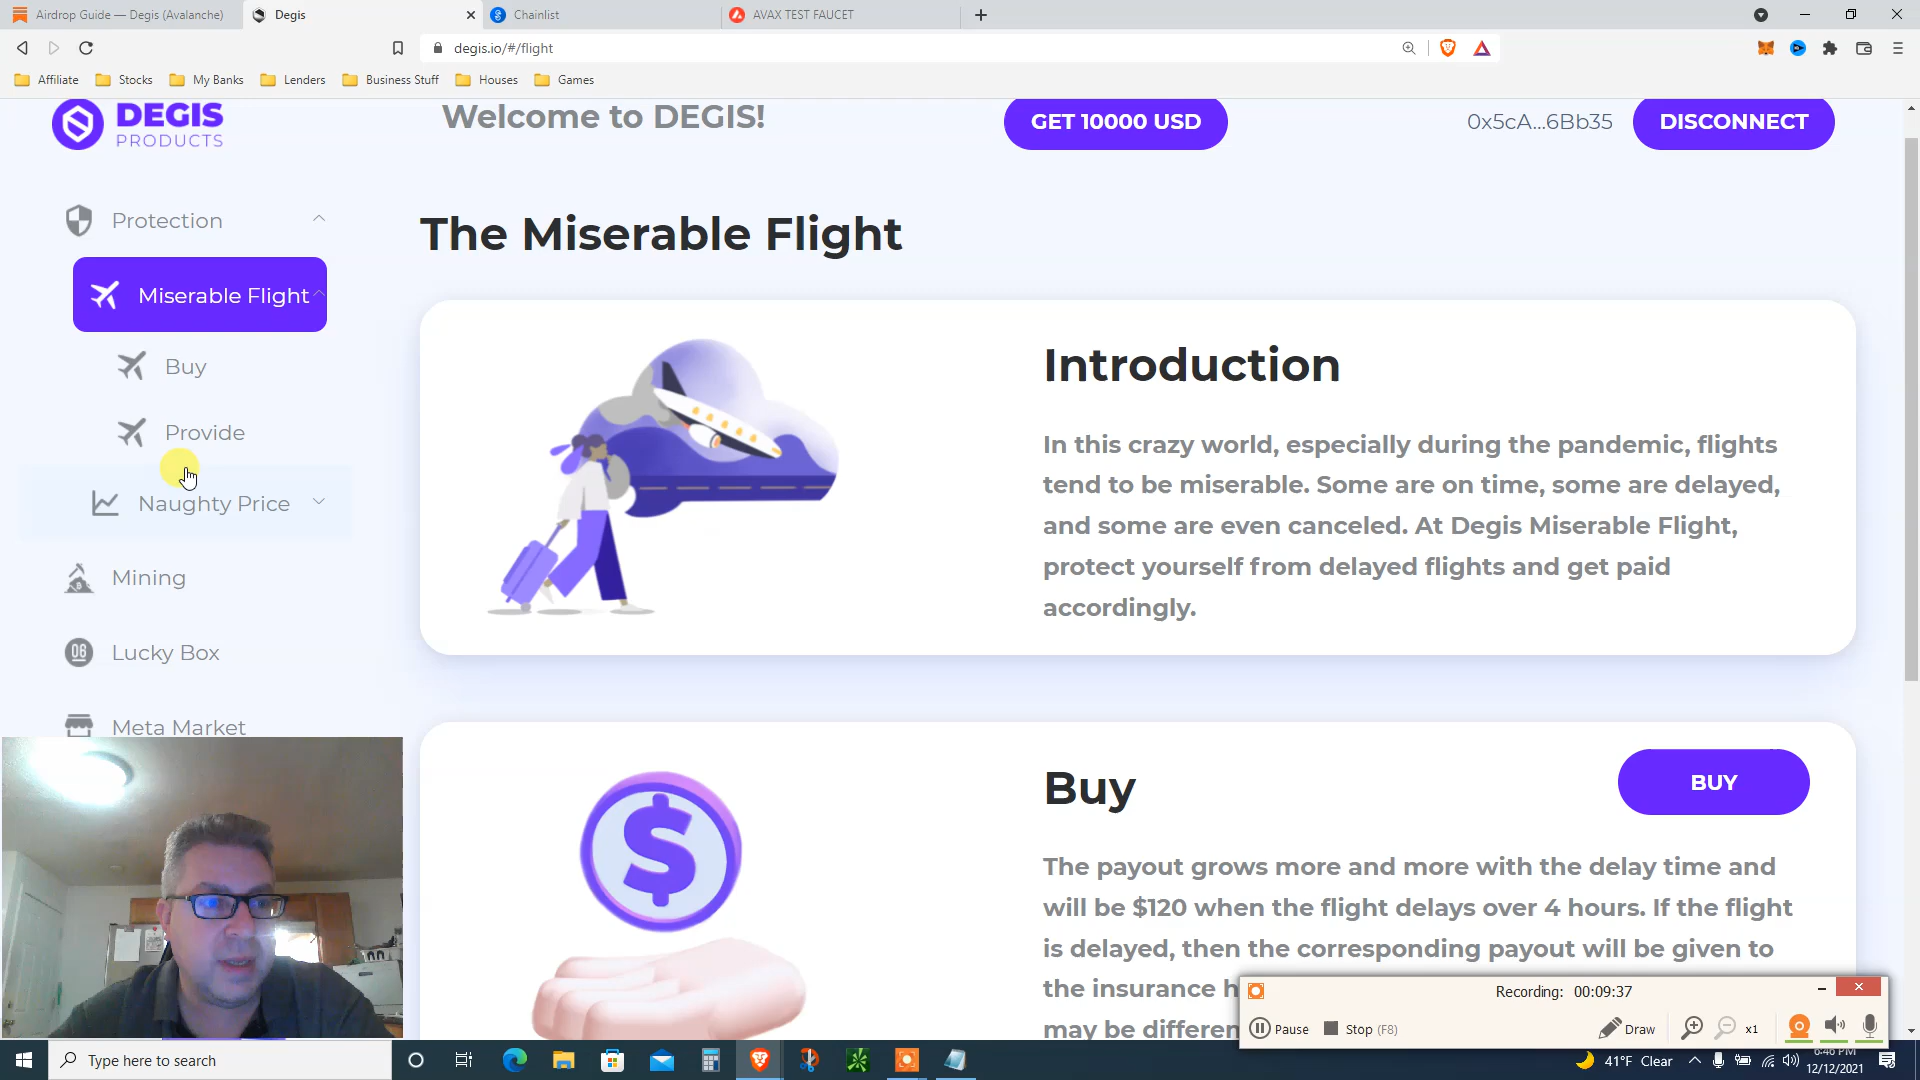 Airdrop Guide — Degis (Avalanche)
Degis
Chainlist
AVAX TEST FAUCET
degis.io/#/flight
Affiliate
Stocks
My Banks
Lenders
Business Stuff
Houses
Games
DEGIS
PRODUCTS
Welcome to DEGIS!
GET 10000 USD
0x5cA...6Bb35
DISCONNECT
Protection
Miserable Flight
Buy
Provide
Naughty Price
Mining
06
Lucky Box
Meta Market
The Miserable Flight
Introduction
In this crazy world, especially during the pandemic, flights
tend to be miserable. Some are on time, some are delayed,
and some are even canceled. At Degis Miserable Flight,
protect yourself from delayed flights and get paid
accordingly.
$
Buy
BUY
The payout grows more and more with the delay time and
will be $120 when the flight delays over 4 hours. If the flight
is delayed, then the corresponding payout will be given to
the insurance h
may be differen
Recording: 00:09:37
Pause
Stop (F8)
Draw
x1
Type here to search
41°F Clear
6:46 PM
12/12/2021